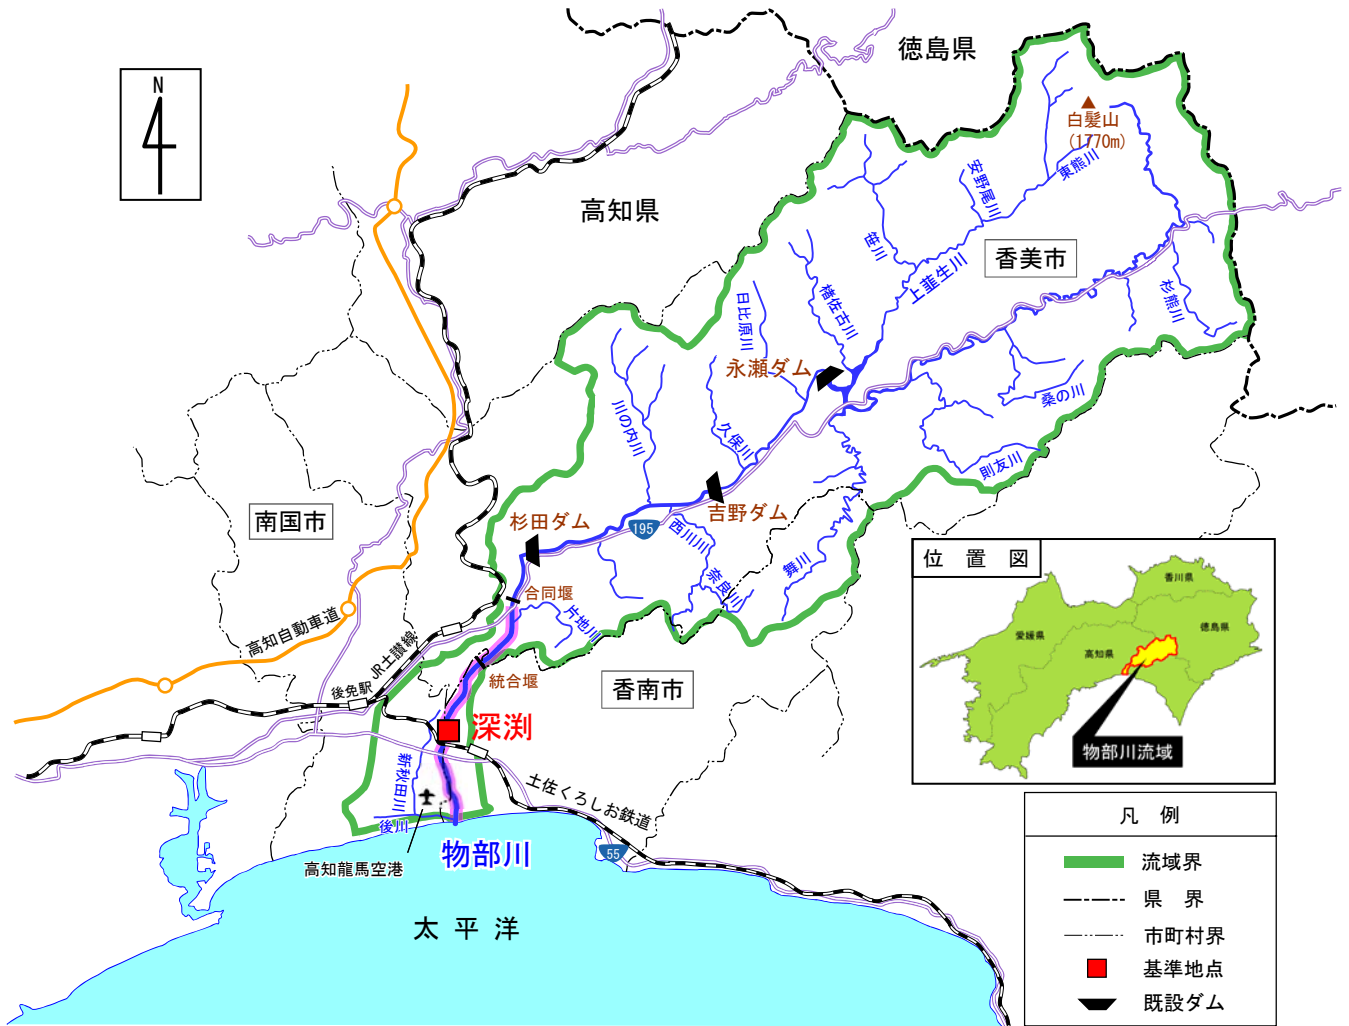 徳島県
N
白髪山
(1770m)
東熊川
安野尾川
高知県
笹川
香美市
上韮生川
楮佐古川
杉熊川
日比原川
永瀬ダム
桑の川
川の内川
久保川
則友川
南国市
杉田ダム
吉野ダム
195
西川川
舞川
奈良川
位 置 図
香川県
徳島県
愛媛県
高知県
物部川流域
合同堰
片地川
高知自動車道
JR土讃線
統合堰
香南市
後免駅
深渕
新秋田川
土佐くろしお鉄道
後川
物部川
55
高知龍馬空港
太 平 洋
凡 例
流域界
県 界
市町村界
基準地点
既設ダム